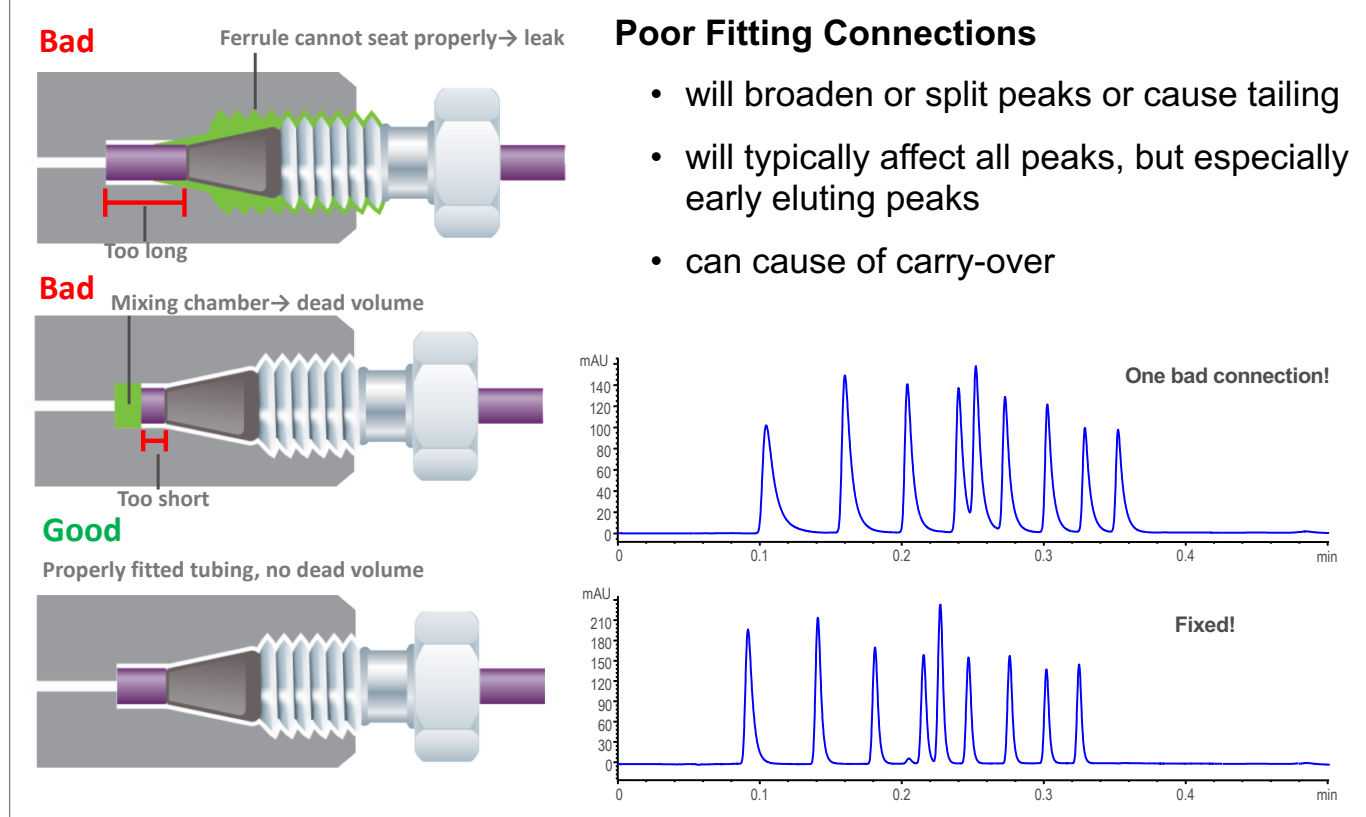 Bad
Ferrule cannot seat properly→ leak
Too long
Bad
Mixing chamber→ dead volume
Too short
Good
Properly fitted tubing, no dead volume
Poor Fitting Connections
• will broaden or split peaks or cause tailing
• will typically affect all peaks, but especially
early eluting peaks
• can cause of carry-over
mAU
One bad connection!
140
120
100
80
60
40
20
0
0 0.1 0.2 0.3 0.4 min
mAU
Fixed!
210
180
150
120
90
60
30
0
0 0.1 0.2 0.3 0.4 min